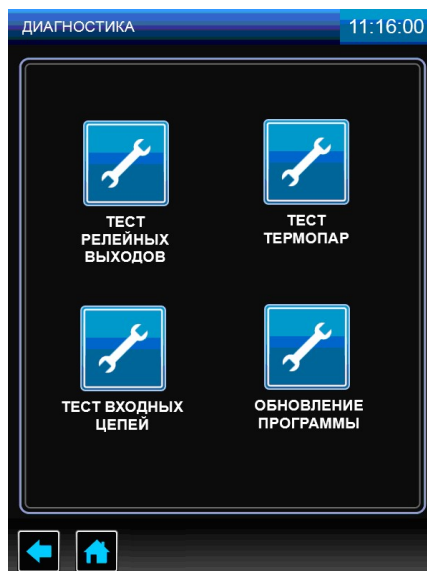 ДИАГНОСТИКА
11:16:00
ТЕСТ
РЕЛЕЙНЫХ
ВЫХОДОВ
ТЕСТ
ТЕРМОПАР
ТЕСТ ВХОДНЫХ
ЦЕПЕЙ
ОБНОВЛЕНИЕ
ПРОГРАММЫ